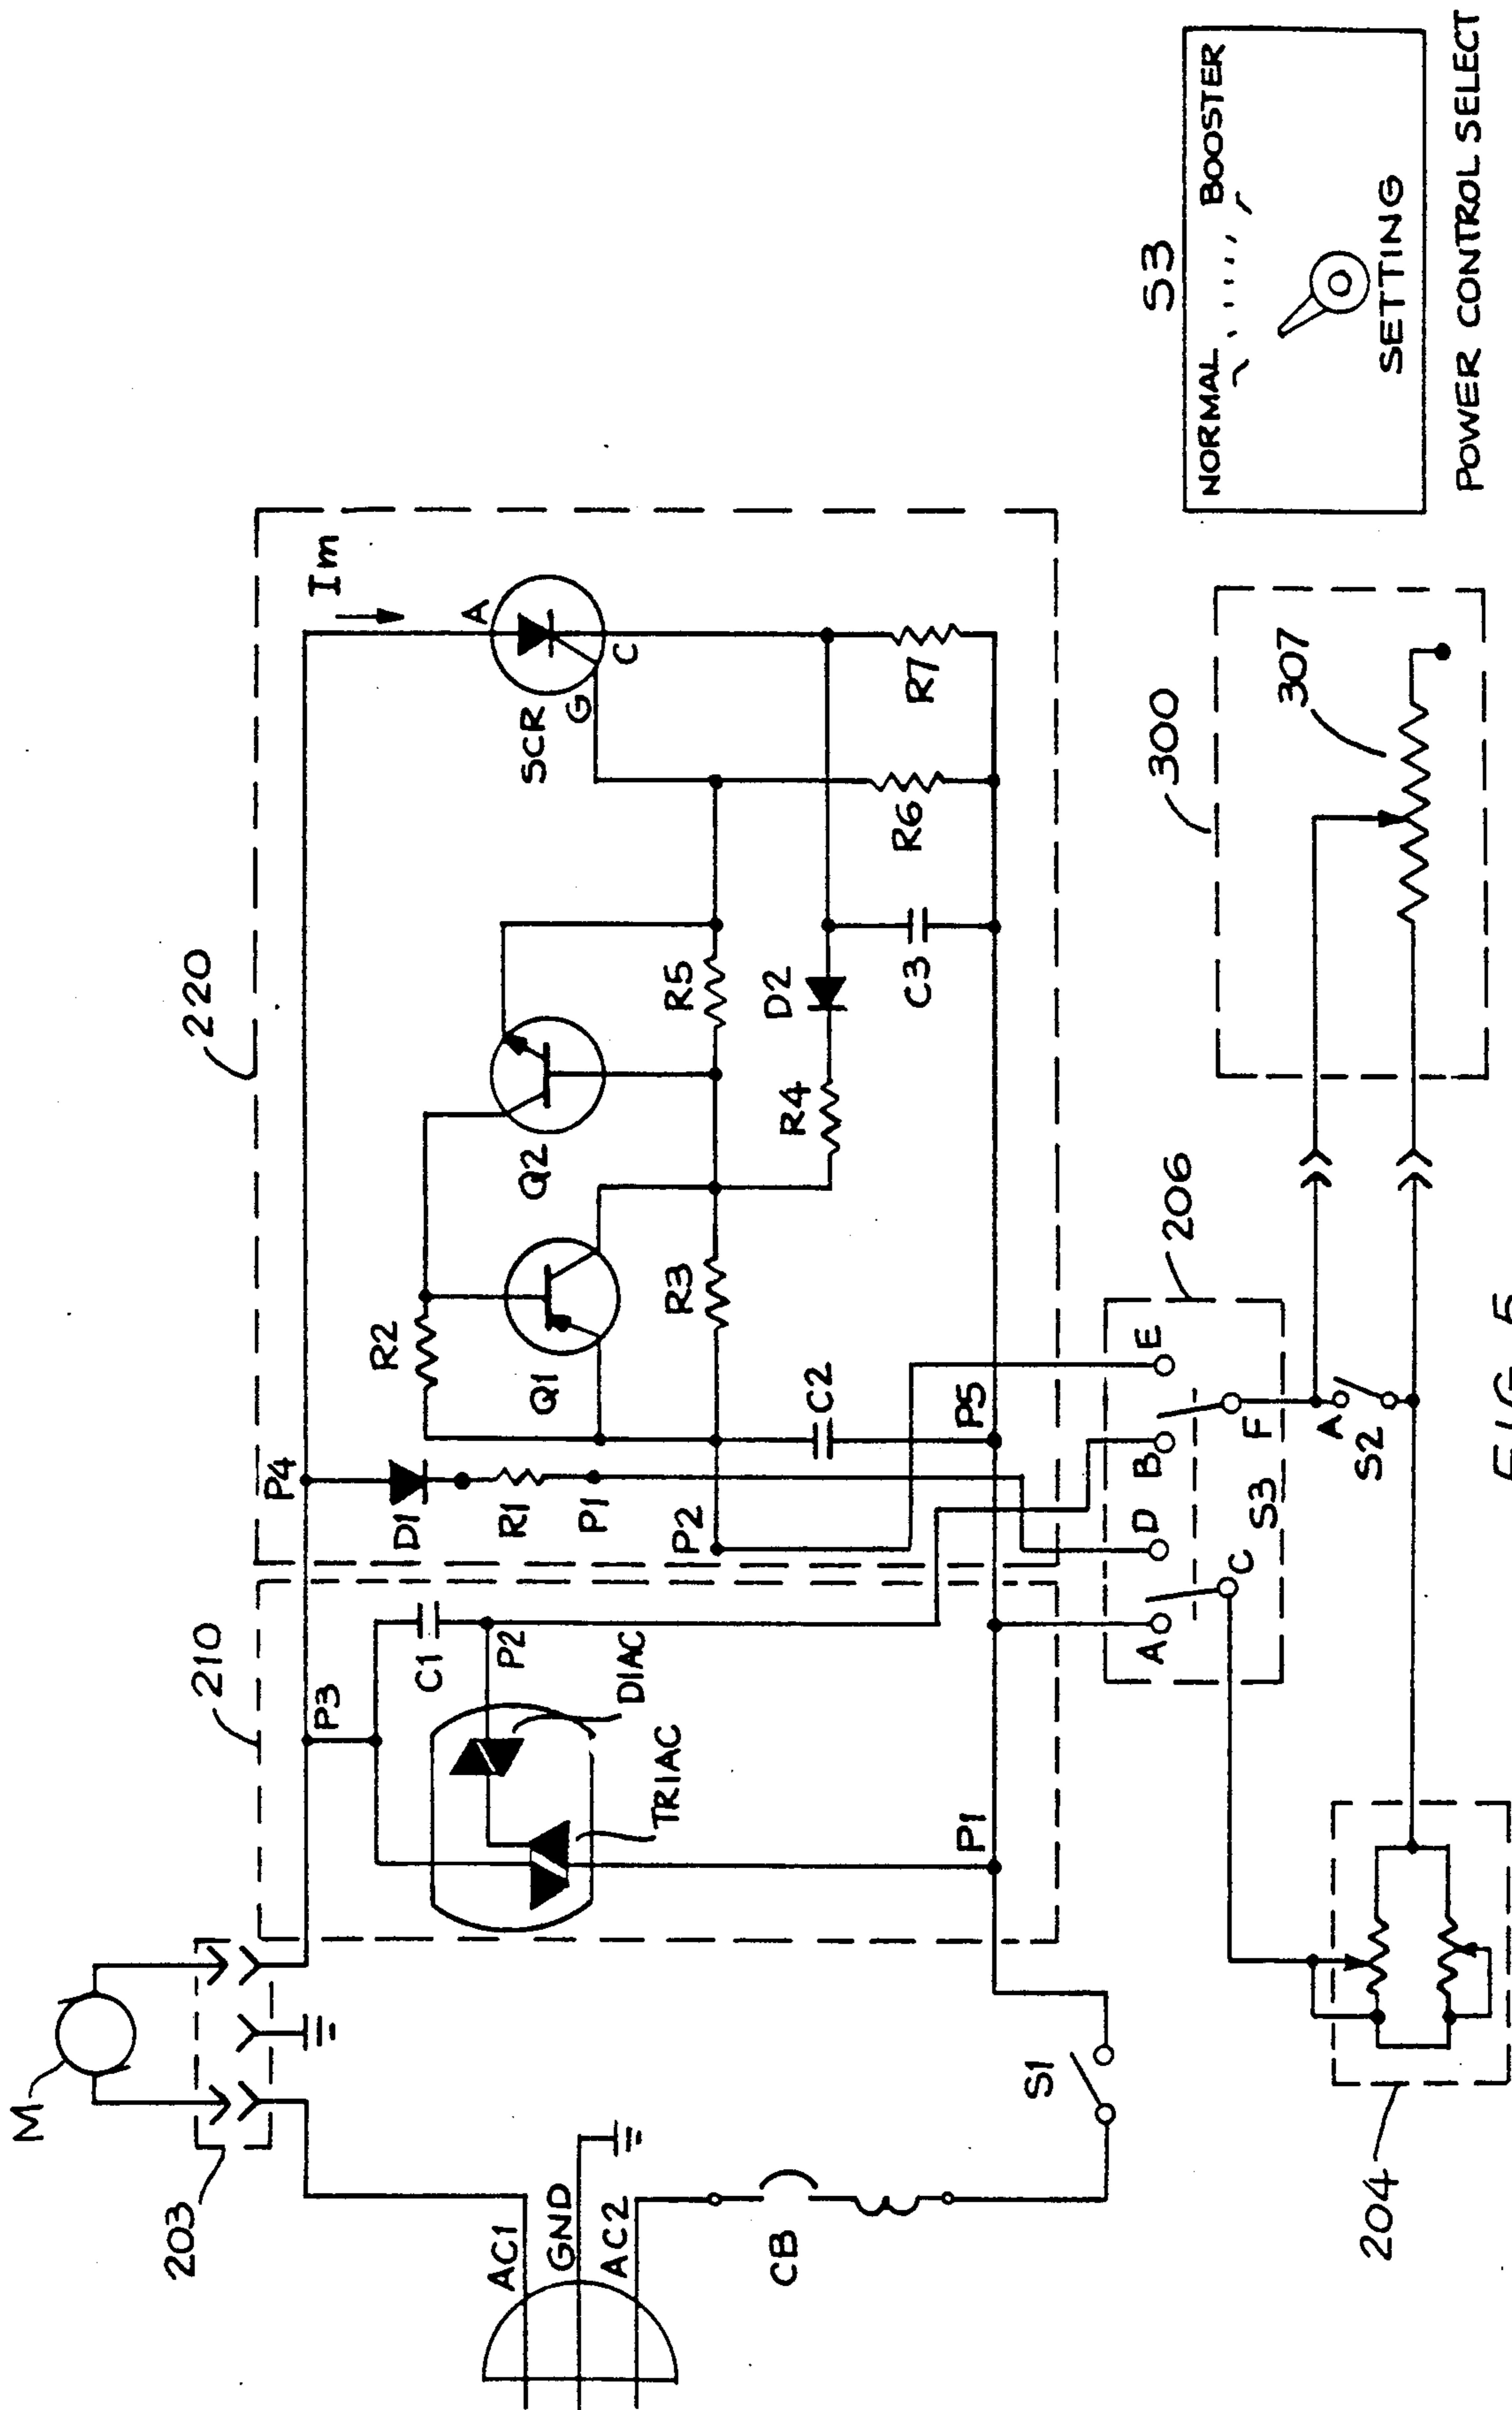 M
203
AC1
GND
AC2
CB
S1
210
P3
C1
P2
DIAC
TRIAC
P1
220
P4
D1
R1
P1
P2
R2
Q1
R3
C2
P5
Q2
R5
R4
D2
C3
SCR
G
A
C
Im
R6
R7
206
A
D
B
E
C
F
S3
A
S2
204
300
307
S3
NORMAL
BOOSTER
SETTING
POWER CONTROL SELECT